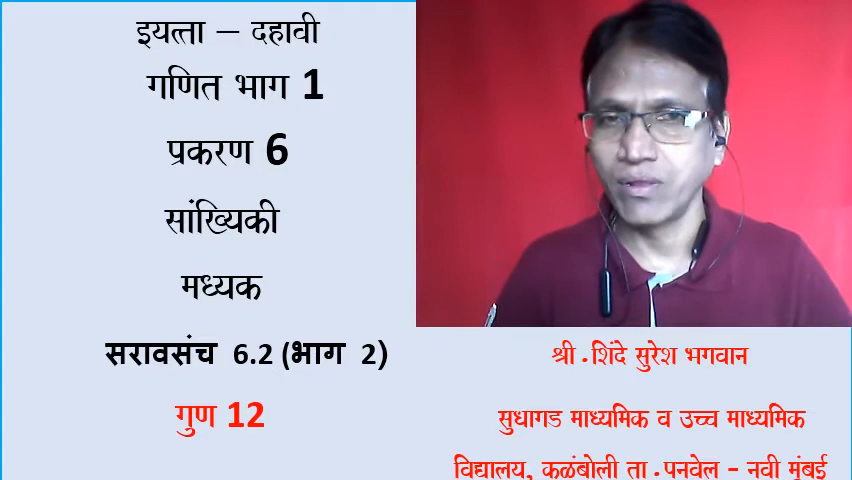 इयत्ता – दहावी
गणित भाग 1
प्रकरण 6
सांख्यिकी
मध्यक
सरावसंच 6.2 (भाग 2)
गुण 12
श्री .शिंदे सुरेश भगवान
सुधागड माध्यमिक व उच्च माध्यमिक
विद्यालय, कळंबोली ता .पनवेल - नवी मुंबई